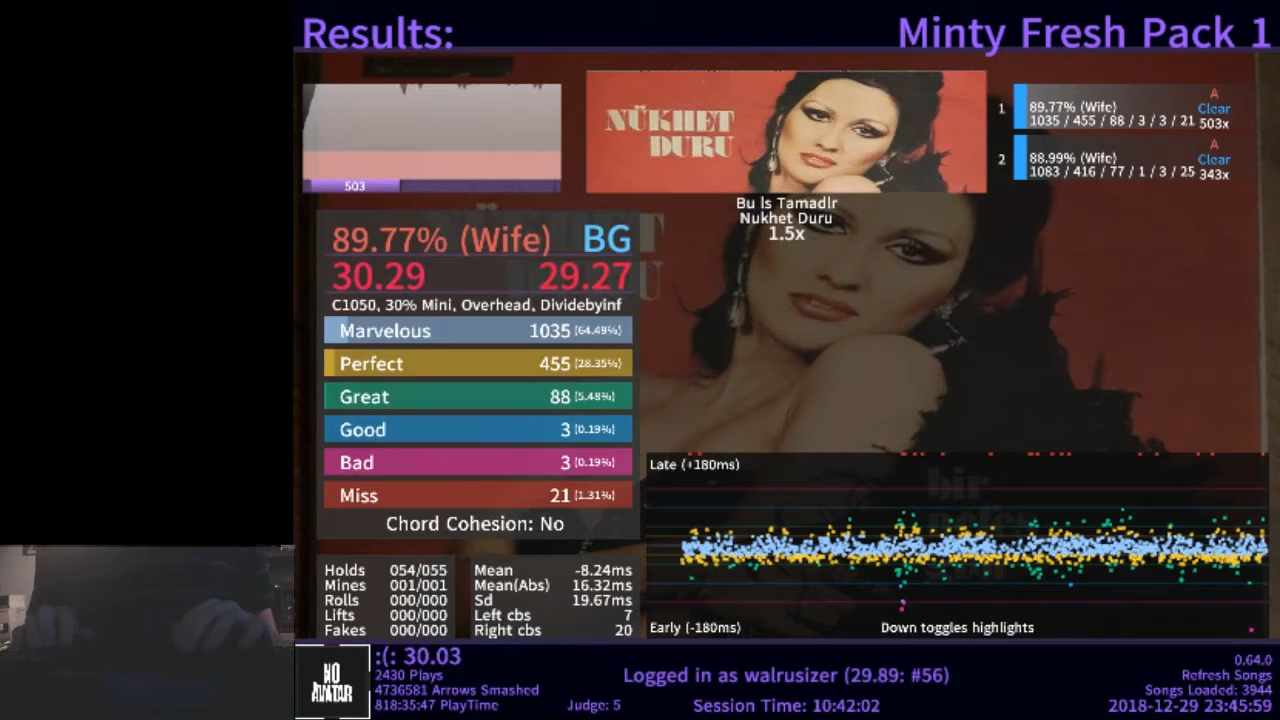 Results:
Minty Fresh Pack 1
503
NÜKHET
DURU
1
89.77% (Wife)
A
Clear
1035 / 455 / 88 / 3 / 3 / 21
503x
2
88.99% (Wife)
A
Clear
1083 / 416 / 77 / 1 / 3 / 25
343x
Bu ls Tamadlr
Nukhet Duru
1.5x
89.77% (Wife) BG
30.29 29.27
C1050, 30% Mini, Overhead, Dividebyinf
Marvelous 1035 (64.49%)
Perfect 455 (28.35%)
Great 88 (5.48%)
Good 3 (0.19%)
Bad 3 (0.19%)
Miss 21 (1.31%)
Chord Cohesion: No
Holds 054/055
Mines 001/001
Rolls 000/000
Lifts 000/000
Fakes 000/000
Mean -8.24ms
Mean(Abs) 16.32ms
Sd 19.67ms
Left cbs 7
Right cbs 20
Late (+180ms)
bir
Early (-180ms)
Down toggles highlights
NO
AVATAR
:(: 30.03
2430 Plays
4736581 Arrows Smashed
818:35:47 PlayTime
Judge: 5
Logged in as walrusizer (29.89: #56)
Session Time: 10:42:02
0.64.0
Refresh Songs
Songs Loaded: 3944
2018-12-29 23:45:59